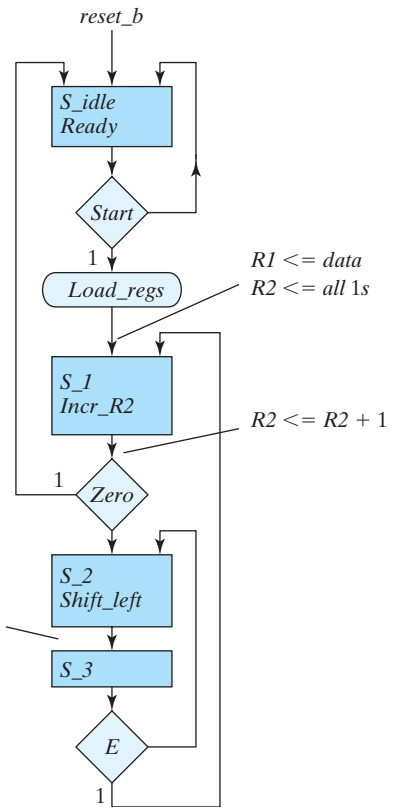 reset_b
S_idle
Ready
Start
1
Load_regs
R1 <= data
R2 <= all 1s
S_1
Incr_R2
R2 <= R2 + 1
1
Zero
S_2
Shift_left
S_3
E
1